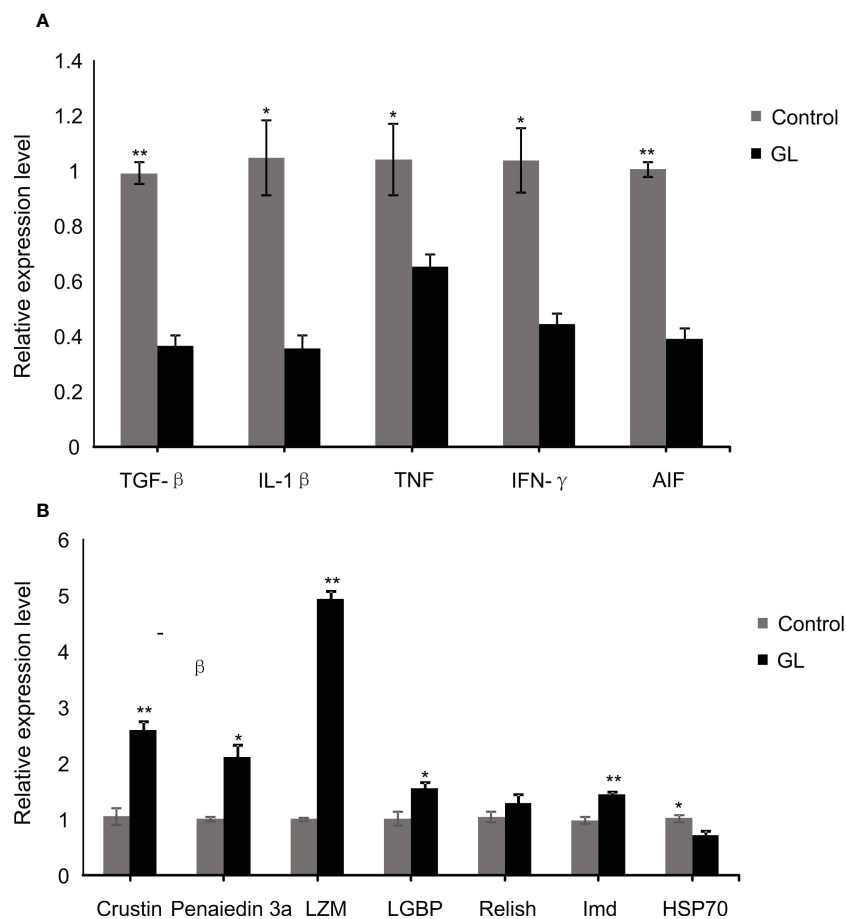 A
1.4
1.2
1
0.8
0.6
0.4
0.2
0
Relative expression level
**
*
*
*
**
Control
GL
TGF- β
IL-1 β
TNF
IFN- γ
AIF
B
6
5
4
3
2
1
0
Relative expression level
-
β
**
*
**
*
**
*
Control
GL
Crustin Penaiedin 3a LZM LGBP Relish Imd HSP70